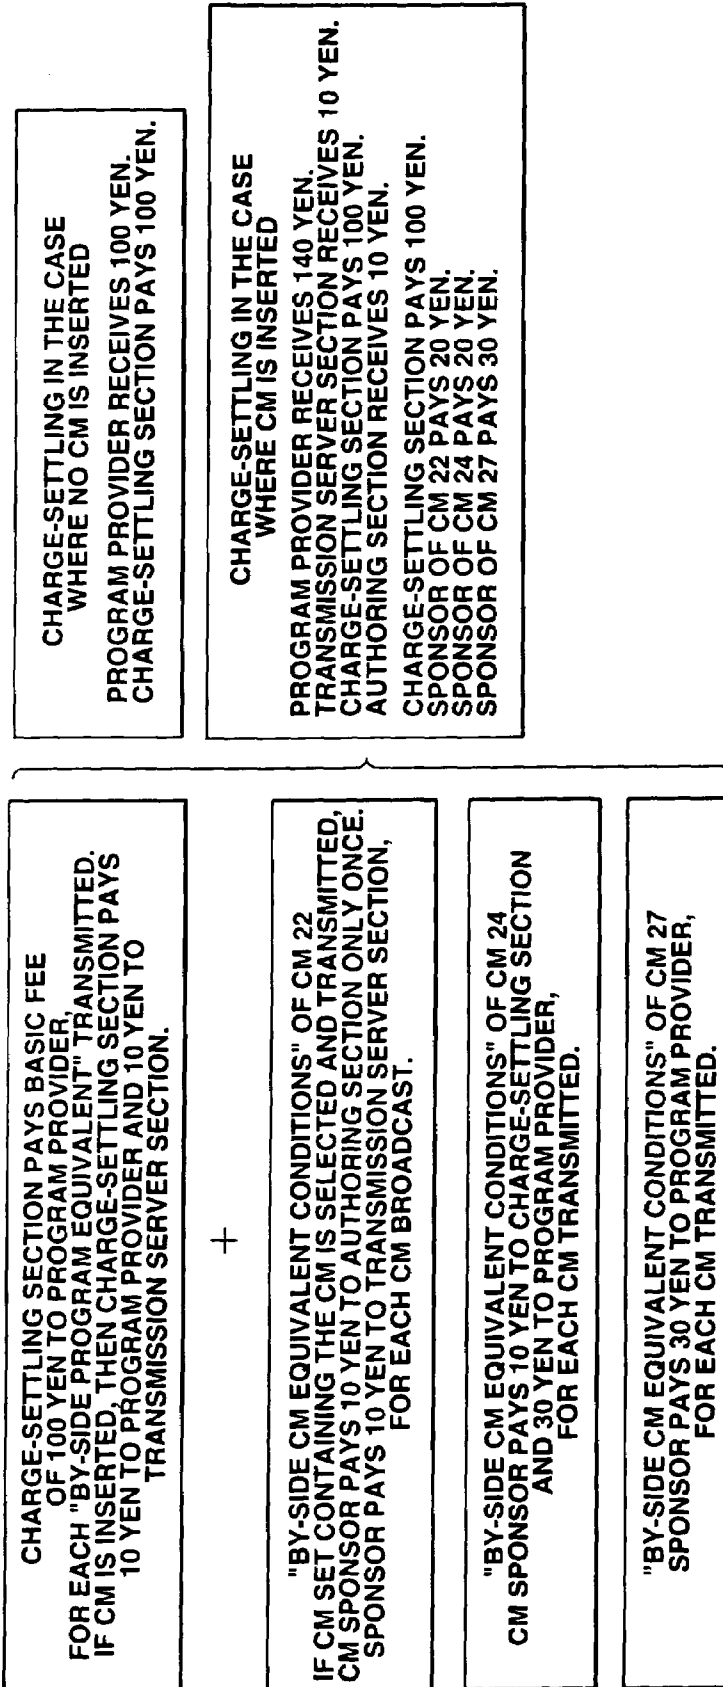 CHARGE-SETTLING SECTION PAYS BASIC FEE
OF 100 YEN TO PROGRAM PROVIDER,
FOR EACH "BY-SIDE PROGRAM EQUIVALENT" TRANSMITTED.
IF CM IS INSERTED, THEN CHARGE-SETTLING SECTION PAYS
10 YEN TO PROGRAM PROVIDER AND 10 YEN TO
TRANSMISSION SERVER SECTION.
+
"BY-SIDE CM EQUIVALENT CONDITIONS" OF CM 22
IF CM SET CONTAINING THE CM IS SELECTED AND TRANSMITTED,
CM SPONSOR PAYS 10 YEN TO AUTHORING SECTION ONLY ONCE.
SPONSOR PAYS 10 YEN TO TRANSMISSION SERVER SECTION,
FOR EACH CM BROADCAST.
"BY-SIDE CM EQUIVALENT CONDITIONS" OF CM 24
CM SPONSOR PAYS 10 YEN TO CHARGE-SETTLING SECTION
AND 30 YEN TO PROGRAM PROVIDER,
FOR EACH CM TRANSMITTED.
"BY-SIDE CM EQUIVALENT CONDITIONS" OF CM 27
SPONSOR PAYS 30 YEN TO PROGRAM PROVIDER,
FOR EACH CM TRANSMITTED.
CHARGE-SETTLING IN THE CASE
WHERE NO CM IS INSERTED
PROGRAM PROVIDER RECEIVES 100 YEN.
CHARGE-SETTLING SECTION PAYS 100 YEN.
CHARGE-SETTLING IN THE CASE
WHERE CM IS INSERTED
PROGRAM PROVIDER RECEIVES 140 YEN.
TRANSMISSION SERVER SECTION RECEIVES 10 YEN.
CHARGE-SETTLING SECTION PAYS 100 YEN.
AUTHORING SECTION RECEIVES 10 YEN.
CHARGE-SETTLING SECTION PAYS 100 YEN.
SPONSOR OF CM 22 PAYS 20 YEN.
SPONSOR OF CM 24 PAYS 20 YEN.
SPONSOR OF CM 27 PAYS 30 YEN.